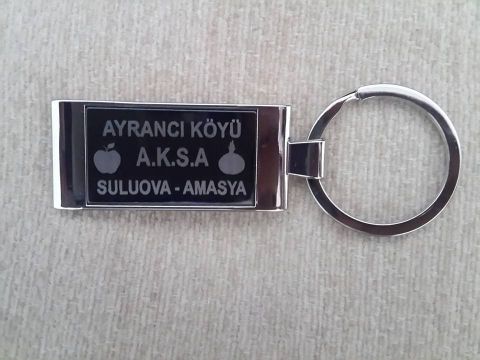 AYRANCI KÖYÜ
A.K.S.A
SULUOVA - AMASYA